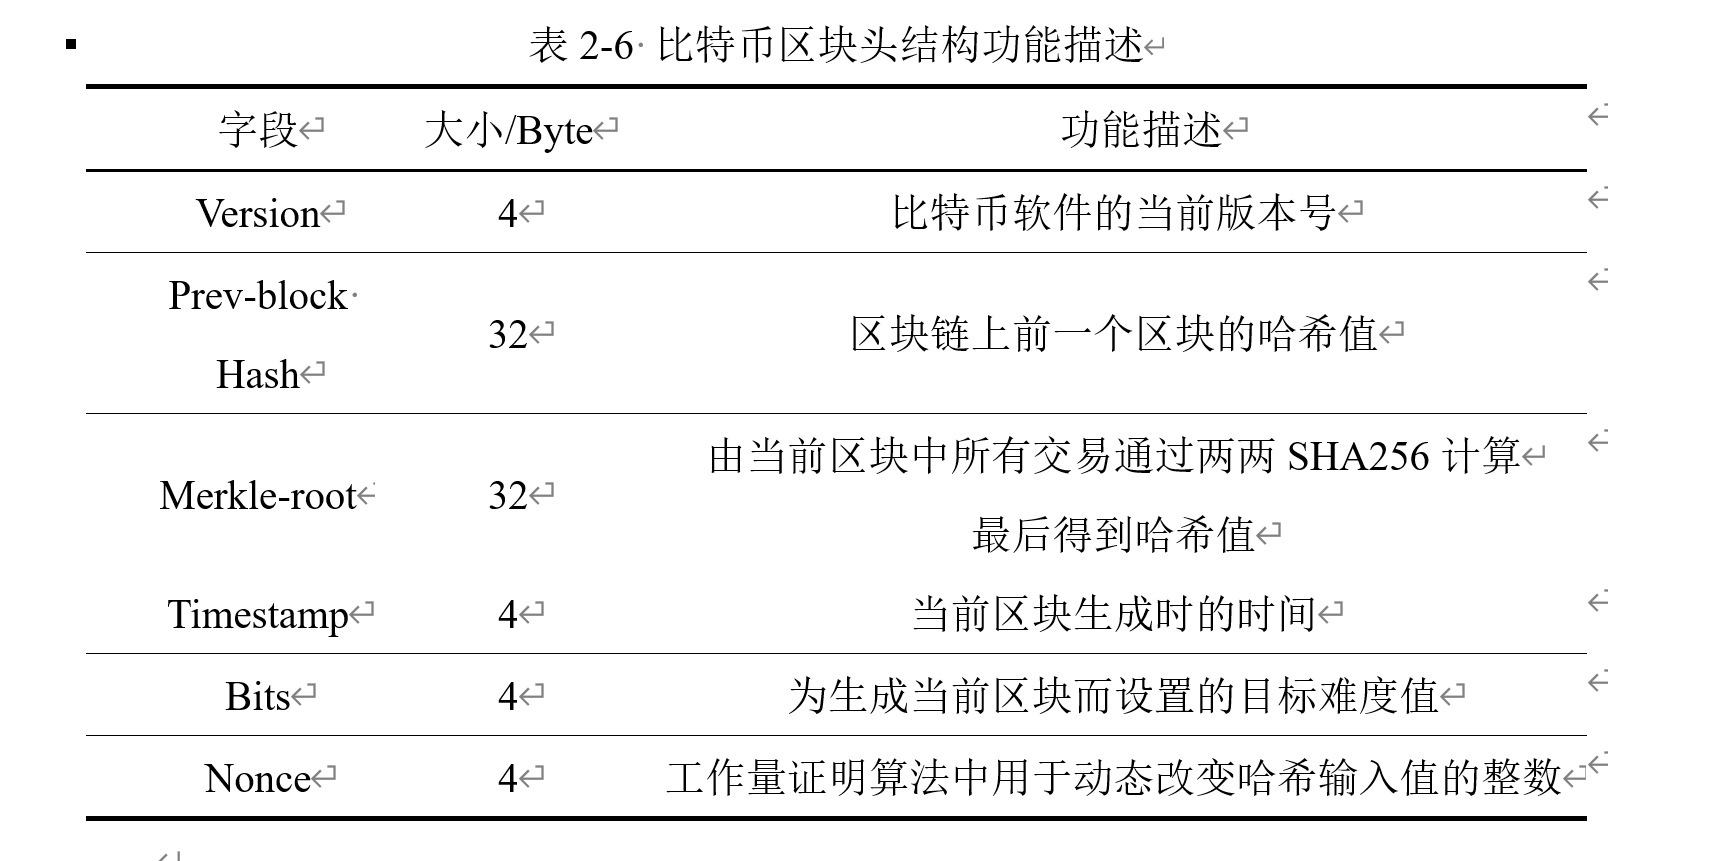 表 2-6 比特币区块头结构功能描述
字段 大小/Byte 功能描述
Version 4 比特币软件的当前版本号
Prev-block
Hash
32 区块链上前一个区块的哈希值
Merkle-root 32
由当前区块中所有交易通过两两 SHA256 计算
最后得到哈希值
Timestamp 4 当前区块生成时的时间
Bits 4 为生成当前区块而设置的目标难度值
Nonce 4 工作量证明算法中用于动态改变哈希输入值的整数